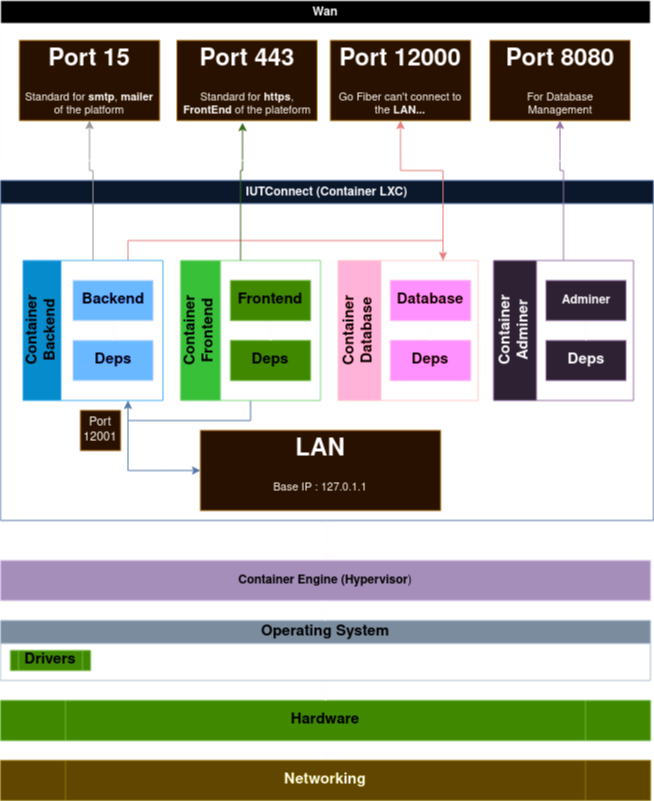 Wan
Port 15
Standard for smtp, mailer
of the platform
Port 443
Standard for https,
FrontEnd of the plateform
Port 12000
Go Fiber can't connect to
the LAN...
Port 8080
For Database
Management
IUTConnect (Container LXC)
Container
Backend
Backend
Deps
Container
Frontend
Frontend
Deps
Container
Database
Database
Deps
Container
Adminer
Adminer
Deps
Port
12001
LAN
Base IP : 127.0.1.1
Container Engine (Hypervisor)
Operating System
Drivers
Hardware
Networking